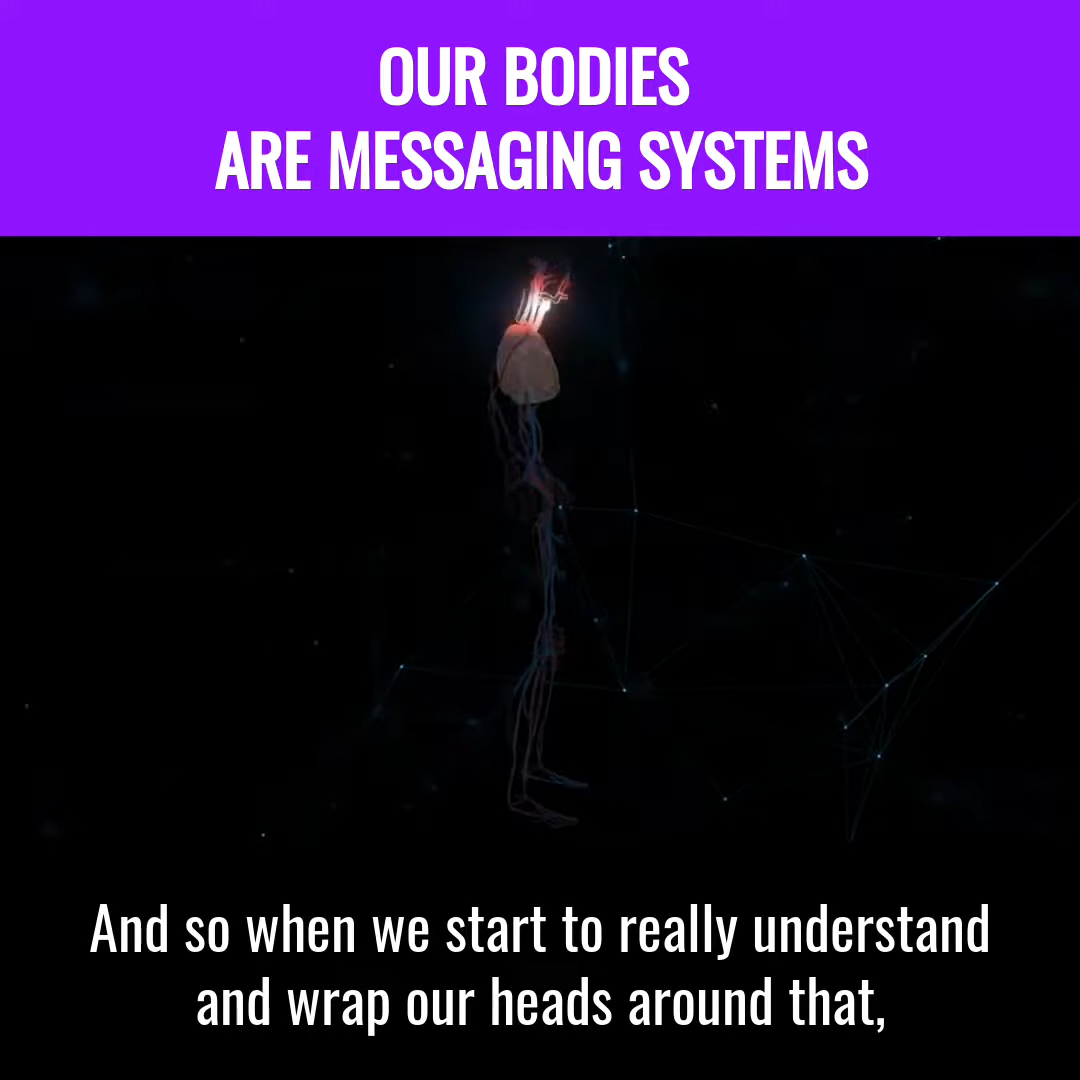 OUR BODIES
ARE MESSAGING SYSTEMS
And so when we start to really understand
and wrap our heads around that,